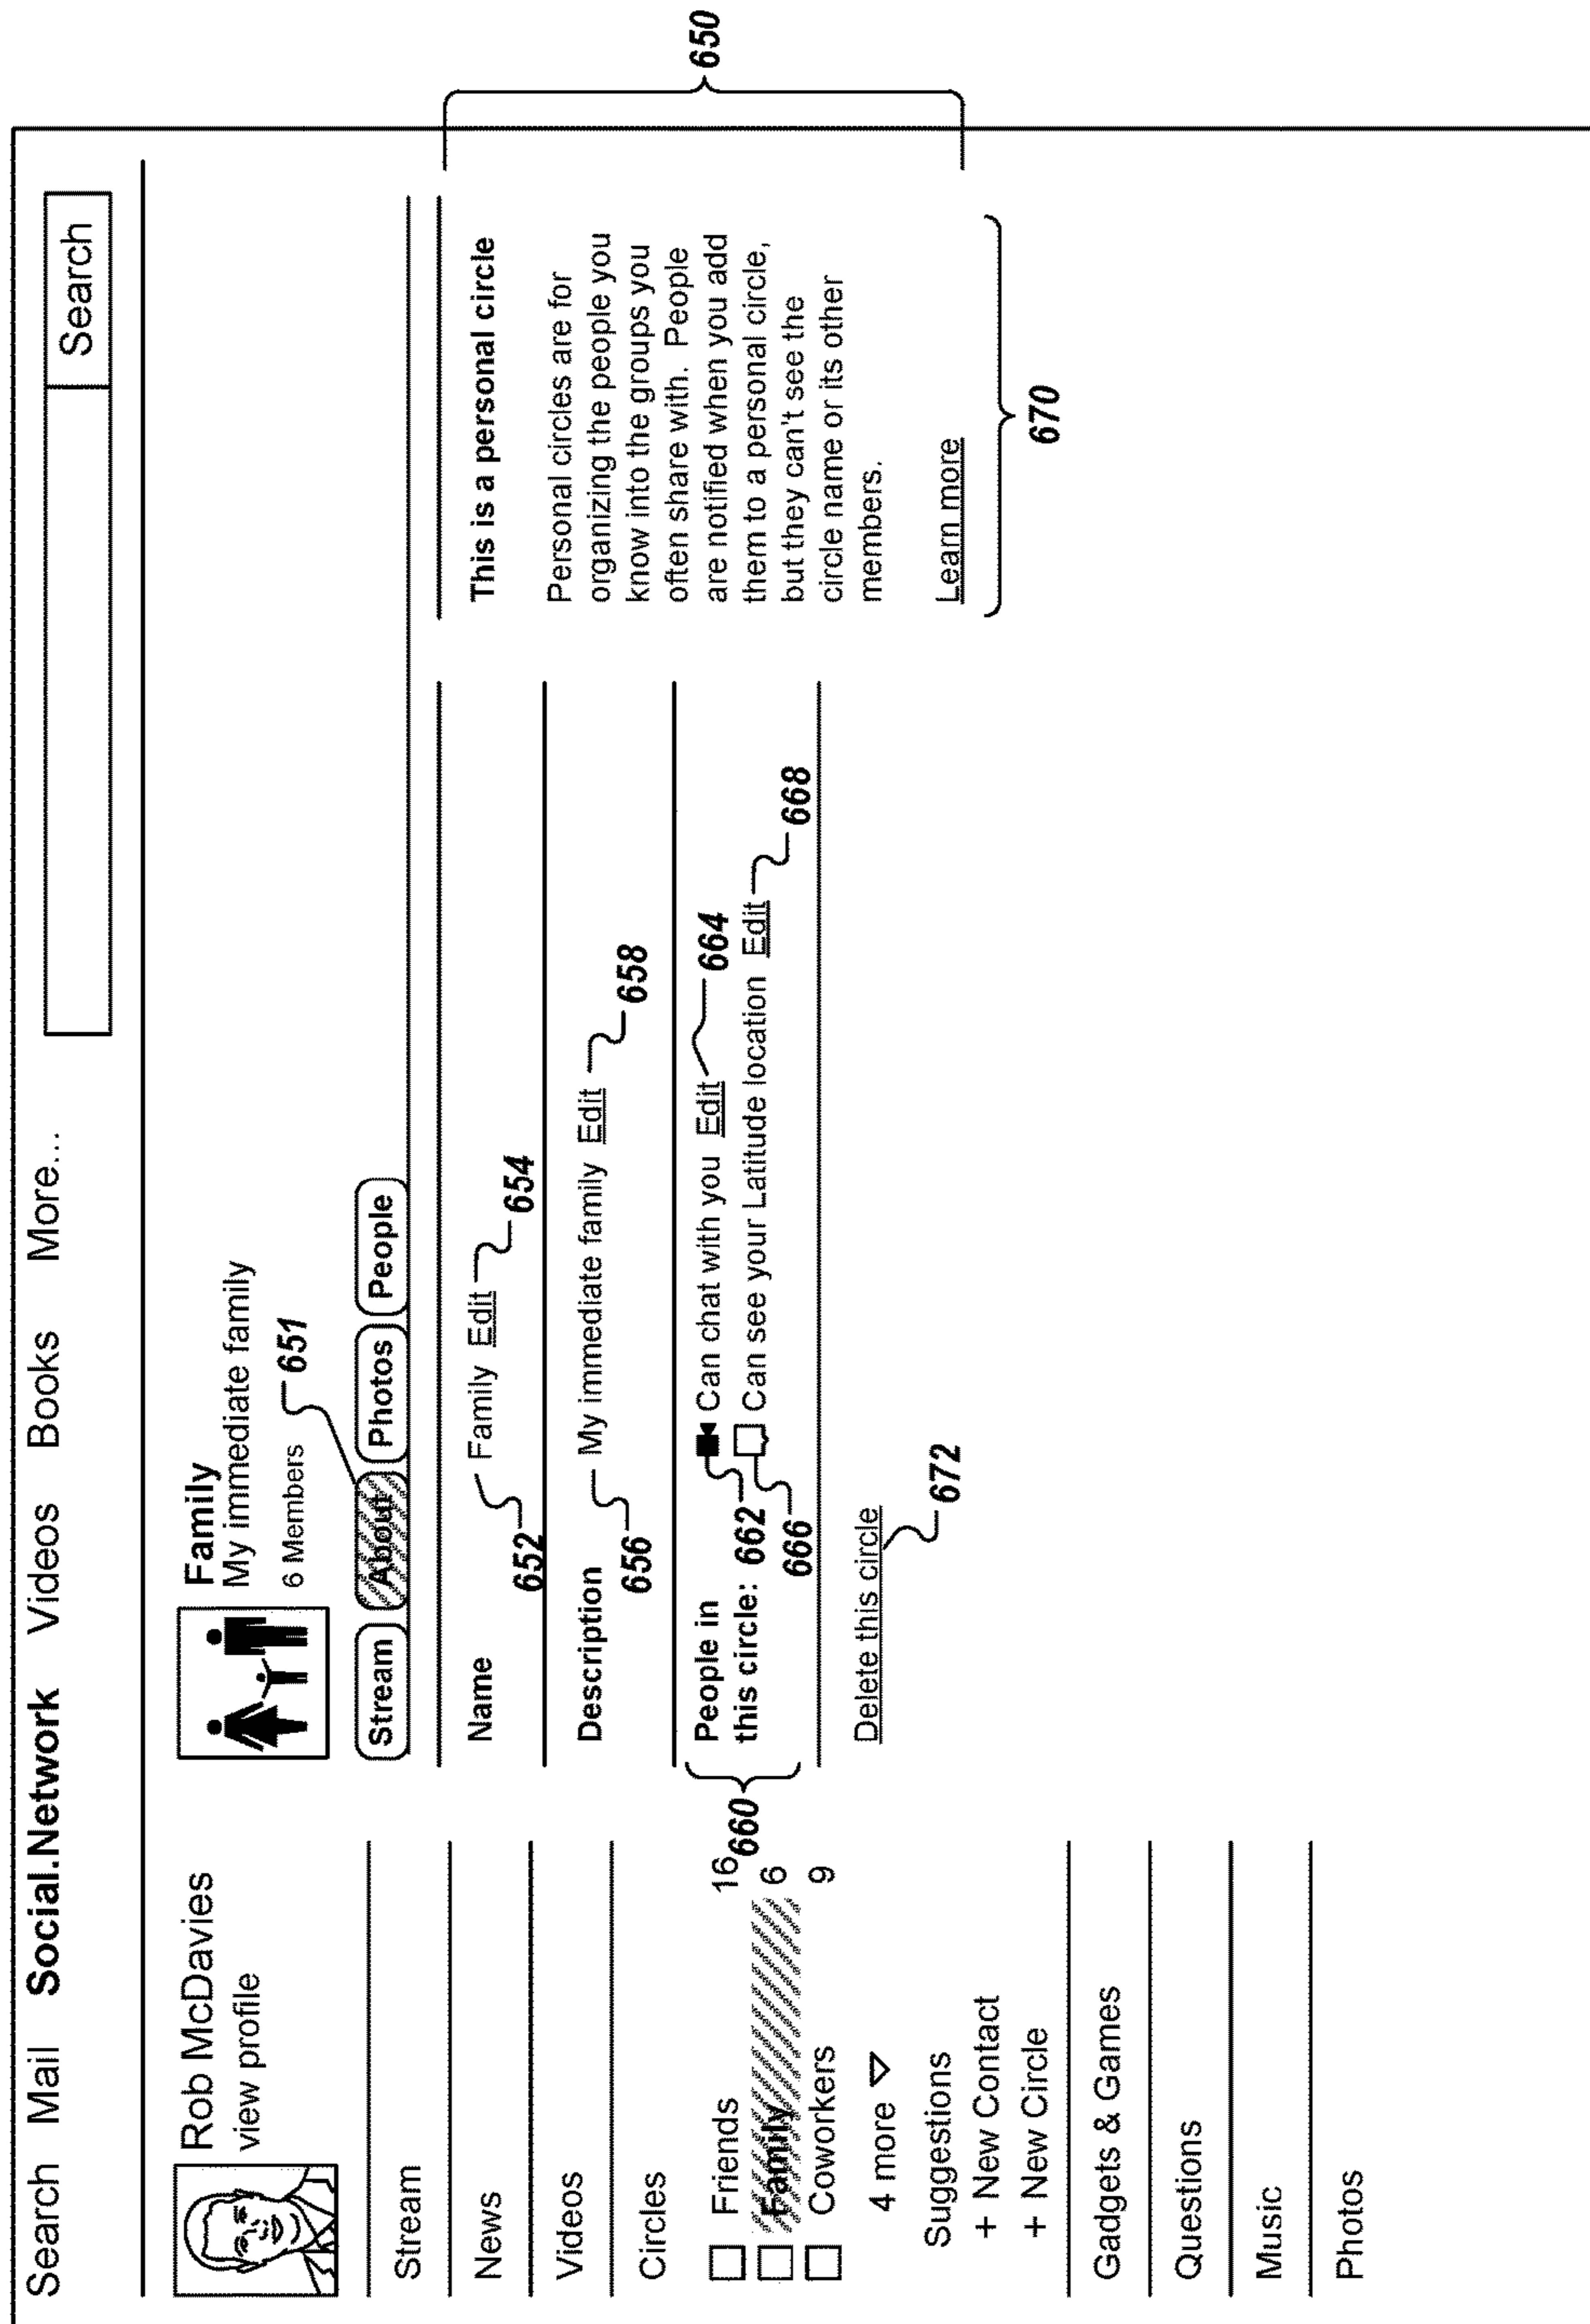 Search Mail Social.Network Videos Books More... Search
Rob McDavies
view profile
Stream
News
Videos
Circles
Friends 16
Family 6
Coworkers 9
4 more
Suggestions
+ New Contact
+ New Circle
Gadgets & Games
Questions
Music
Photos
Family
My immediate family
6 Members
651
Stream About Photos People
Name Family Edit
652 654
Description My immediate family Edit
656 658
660
People in
this circle:
662 Can chat with you Edit 664
666 Can see your Latitude location Edit 668
Delete this circle
672
This is a personal circle
Personal circles are for
organizing the people you
know into the groups you
often share with. People
are notified when you add
them to a personal circle,
but they can't see the
circle name or its other
members.
Learn more
670
650